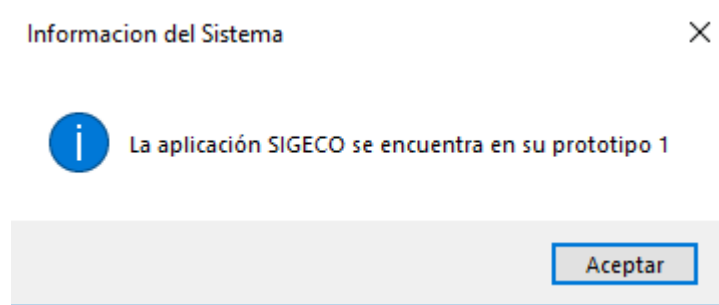 Informacion del Sistema
La aplicación SIGECO se encuentra en su prototipo 1
Aceptar